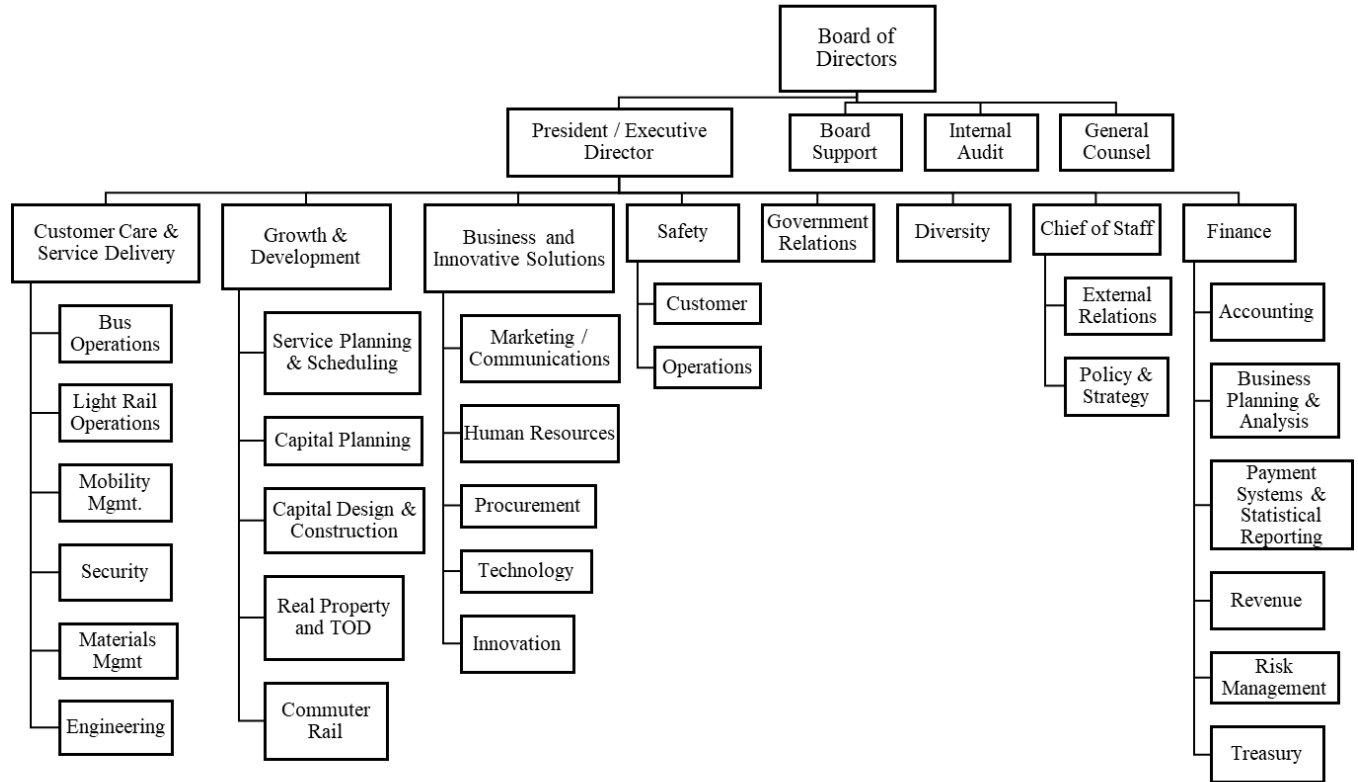 Board of
Directors
President / Executive
Director
Board
Support
Internal
Audit
General
Counsel
Customer Care &
Service Delivery
Bus
Operations
Light Rail
Operations
Mobility
Mgmt.
Security
Materials
Mgmt
Engineering
Growth &
Development
Service Planning
& Scheduling
Capital Planning
Capital Design &
Construction
Real Property
and TOD
Commuter
Rail
Business and
Innovative Solutions
Marketing /
Communications
Human Resources
Procurement
Technology
Innovation
Safety
Customer
Operations
Government
Relations
Diversity
Chief of Staff
External
Relations
Policy &
Strategy
Finance
Accounting
Business
Planning &
Analysis
Payment
Systems &
Statistical
Reporting
Revenue
Risk
Management
Treasury